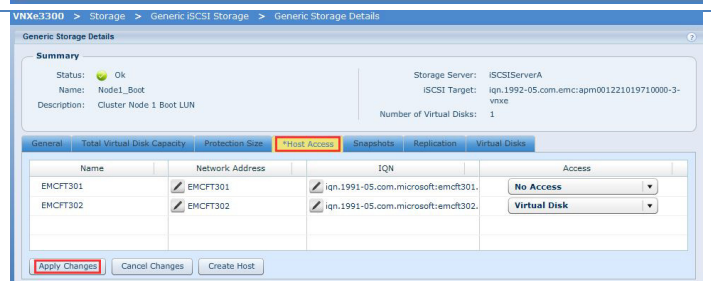 VNXe3300 > Storage > Generic iSCSI Storage > Generic Storage Details
Generic Storage Details
Summary
Status: Ok
Name: Node1_Boot
Description: Cluster Node 1 Boot LUN
Storage Server: iSCSIServerA
iSCSI Target: iqn.1992-05.com.emc:apm001221019710000-3-
vnxe
Number of Virtual Disks: 1
General Total Virtual Disk Capacity Protection Size *Host Access Snapshots Replication Virtual Disks
Name Network Address IQN Access
EMCFT301 EMCFT301 iqn.1991-05.com.microsoft:emcft301. No Access
EMCFT302 EMCFT302 iqn.1991-05.com.microsoft:emcft302. Virtual Disk
Apply Changes Cancel Changes Create Host